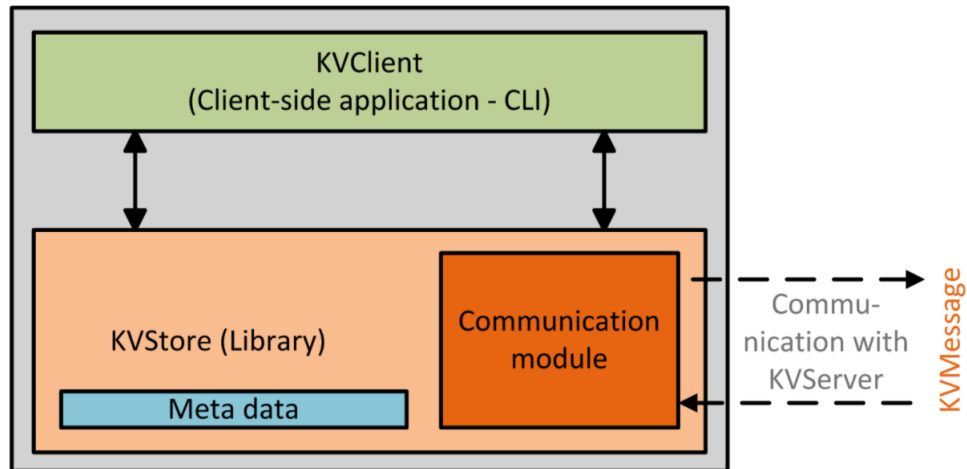 KVClient
(Client-side application - CLI)
KVStore (Library)
Meta data
Communication
module
Commu-
nication with
KVServer
KVMessage